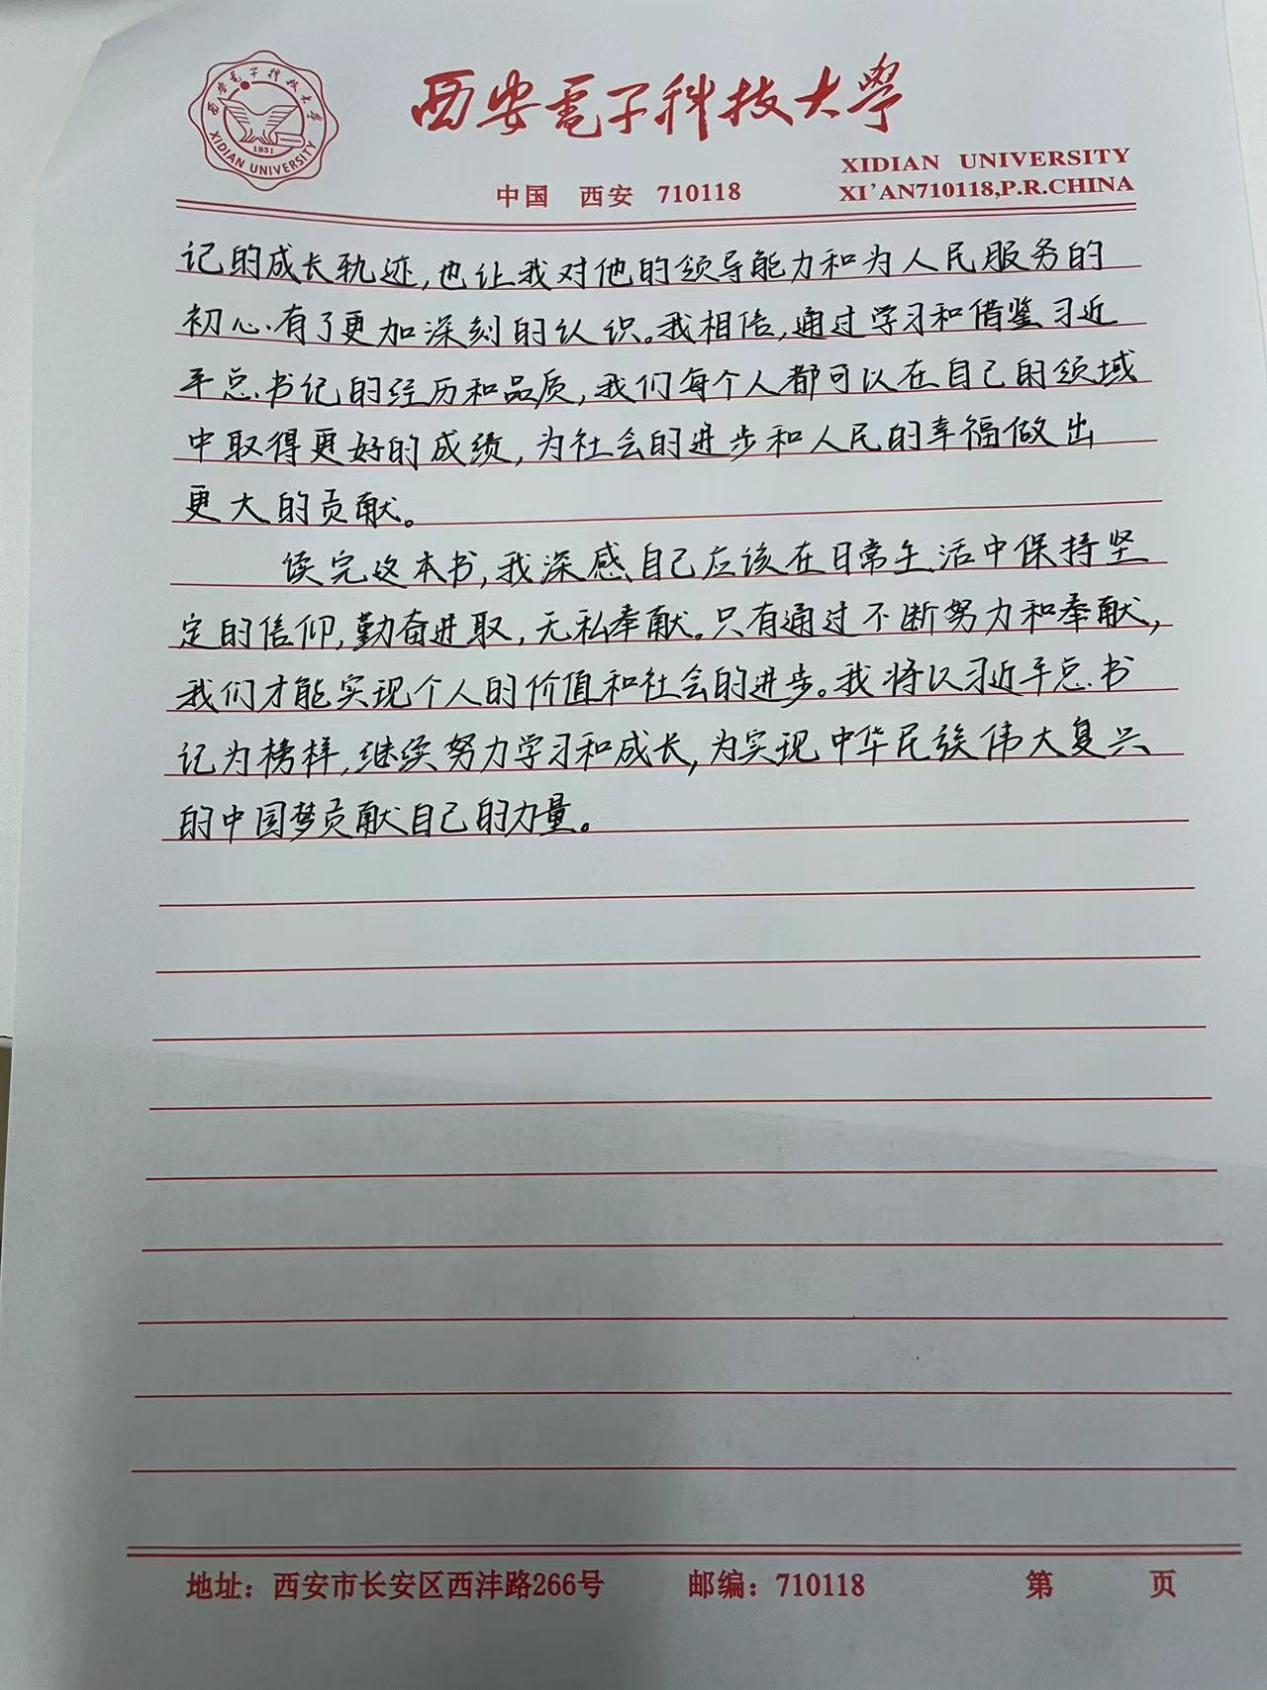 西安電子科技大學
西安電子科技大學
1931
XIDIAN UNIVERSITY
XIDIAN UNIVERSITY
中国 西安 710118
XI'AN710118,P.R.CHINA
记的成长轨迹,也让我对他的领导能力和为人民服务的
初心有了更加深刻的认识。我相信,通过学习和借鉴习近
平总书记的经历和品质,我们每个人都可以在自己的领域
中取得更好的成绩,为社会的进步和人民的幸福做出
更大的贡献。
读完这本书,我深感自己应该在日常生活中保持坚
定的信仰,勤奋进取,无私奉献。只有通过不断努力和奉献,
我们才能实现个人的价值和社会的进步。我将以习近平总书
记为榜样,继续努力学习和成长,为实现中华民族伟大复兴
的中国梦贡献自己的力量。
地址：西安市长安区西沣路266号 邮编：710118 第 页